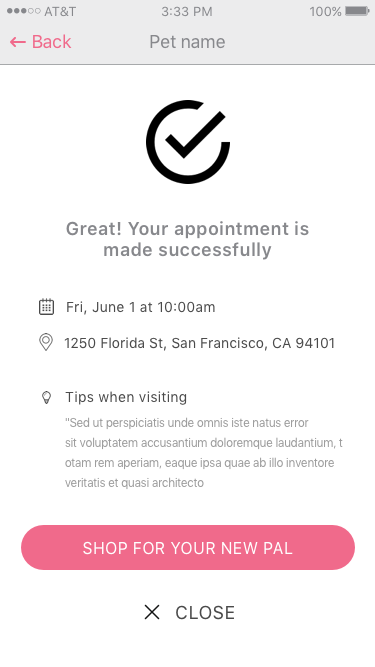 AT&T 3:33 PM 100%
← Back Pet name
Great! Your appointment is
made successfully
Fri, June 1 at 10:00am
1250 Florida St, San Francisco, CA 94101
Tips when visiting
"Sed ut perspiciatis unde omnis iste natus error
sit voluptatem accusantium doloremque laudantium, t
otam rem aperiam, eaque ipsa quae ab illo inventore
veritatis et quasi architecto
SHOP FOR YOUR NEW PAL
CLOSE